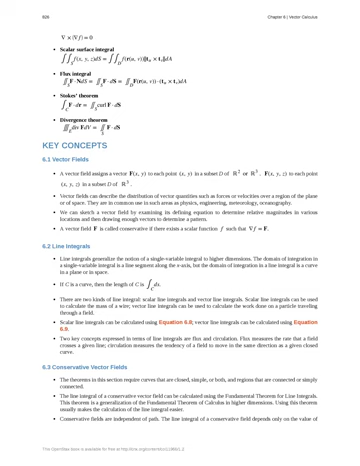 826
Chapter 6 | Vector Calculus
∇ × (∇f) = 0
• Scalar surface integral
∫∫_S f(x, y, z)dS = ∫∫_D f(r(u, v))||t_u × t_v||dA
• Flux integral
∬_S F · NdS = ∬_S F · dS = ∬_D F(r(u, v)) · (t_u × t_v)dA
• Stokes' theorem
∫_C F · dr = ∬_S curl F · dS
• Divergence theorem
∭_E div FdV = ∬_S F · dS
KEY CONCEPTS
6.1 Vector Fields
• A vector field assigns a vector F(x, y) to each point (x, y) in a subset D of ℝ² or ℝ³. F(x, y, z) to each point
(x, y, z) in a subset D of ℝ³.
• Vector fields can describe the distribution of vector quantities such as forces or velocities over a region of the plane
or of space. They are in common use in such areas as physics, engineering, meteorology, oceanography.
• We can sketch a vector field by examining its defining equation to determine relative magnitudes in various
locations and then drawing enough vectors to determine a pattern.
• A vector field F is called conservative if there exists a scalar function f such that ∇f = F.
6.2 Line Integrals
• Line integrals generalize the notion of a single-variable integral to higher dimensions. The domain of integration in
a single-variable integral is a line segment along the x-axis, but the domain of integration in a line integral is a curve
in a plane or in space.
• If C is a curve, then the length of C is ∫_C ds.
• There are two kinds of line integral: scalar line integrals and vector line integrals. Scalar line integrals can be used
to calculate the mass of a wire; vector line integrals can be used to calculate the work done on a particle traveling
through a field.
• Scalar line integrals can be calculated using Equation 6.8; vector line integrals can be calculated using Equation
6.9.
• Two key concepts expressed in terms of line integrals are flux and circulation. Flux measures the rate that a field
crosses a given line; circulation measures the tendency of a field to move in the same direction as a given closed
curve.
6.3 Conservative Vector Fields
• The theorems in this section require curves that are closed, simple, or both, and regions that are connected or simply
connected.
• The line integral of a conservative vector field can be calculated using the Fundamental Theorem for Line Integrals.
This theorem is a generalization of the Fundamental Theorem of Calculus in higher dimensions. Using this theorem
usually makes the calculation of the line integral easier.
• Conservative fields are independent of path. The line integral of a conservative field depends only on the value of